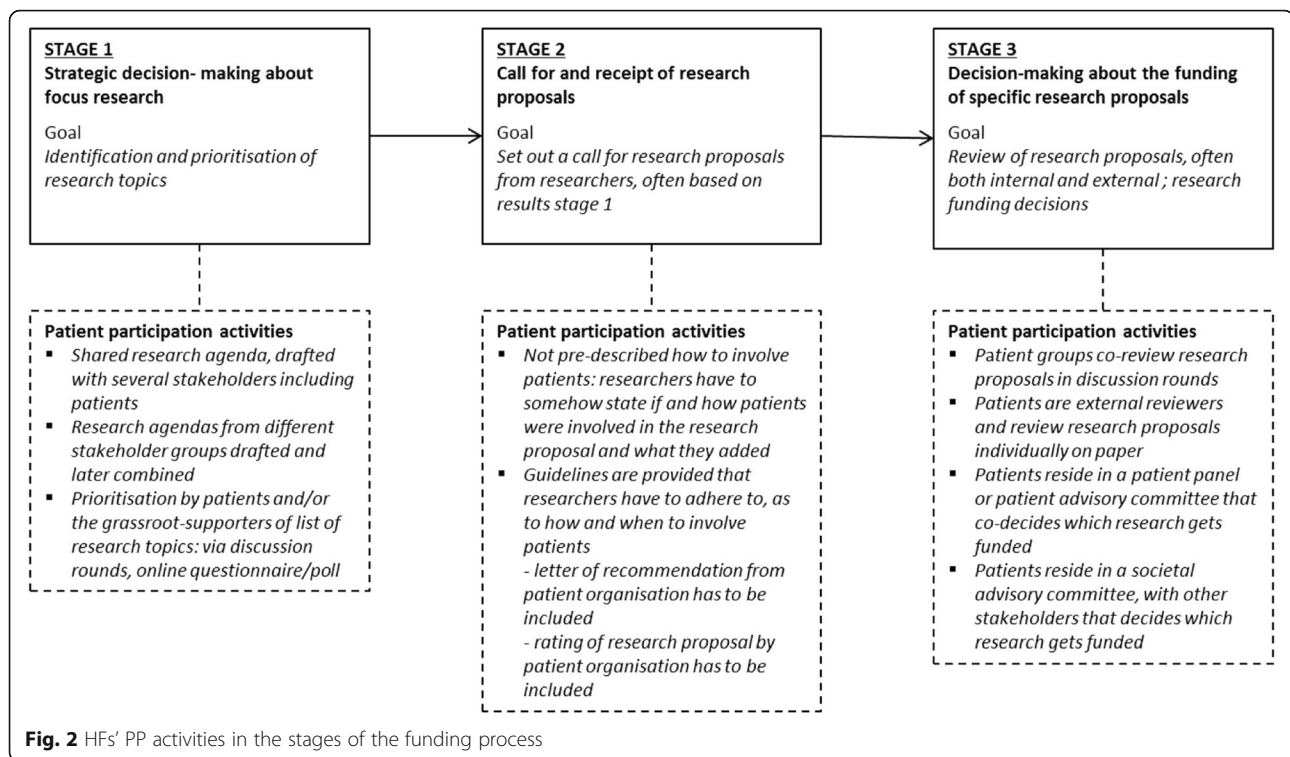 STAGE 1
Strategic decision- making about
focus research
Goal
Identification and prioritisation of
research topics
STAGE 2
Call for and receipt of research
proposals
Goal
Set out a call for research proposals
from researchers, often based on
results stage 1
STAGE 3
Decision-making about the funding
of specific research proposals
Goal
Review of research proposals, often
both internal and external ; research
funding decisions
Patient participation activities
▪ Shared research agenda, drafted
with several stakeholders including
patients
▪ Research agendas from different
stakeholder groups drafted and
later combined
▪ Prioritisation by patients and/or
the grassroot-supporters of list of
research topics: via discussion
rounds, online questionnaire/poll
Patient participation activities
▪ Not pre-described how to involve
patients: researchers have to
somehow state if and how patients
were involved in the research
proposal and what they added
▪ Guidelines are provided that
researchers have to adhere to, as
to how and when to involve
patients
- letter of recommendation from
patient organisation has to be
included
- rating of research proposal by
patient organisation has to be
included
Patient participation activities
▪ Patient groups co-review research
proposals in discussion rounds
▪ Patients are external reviewers
and review research proposals
individually on paper
▪ Patients reside in a patient panel
or patient advisory committee that
co-decides which research gets
funded
▪ Patients reside in a societal
advisory committee, with other
stakeholders that decides which
research gets funded
Fig. 2 HFs' PP activities in the stages of the funding process